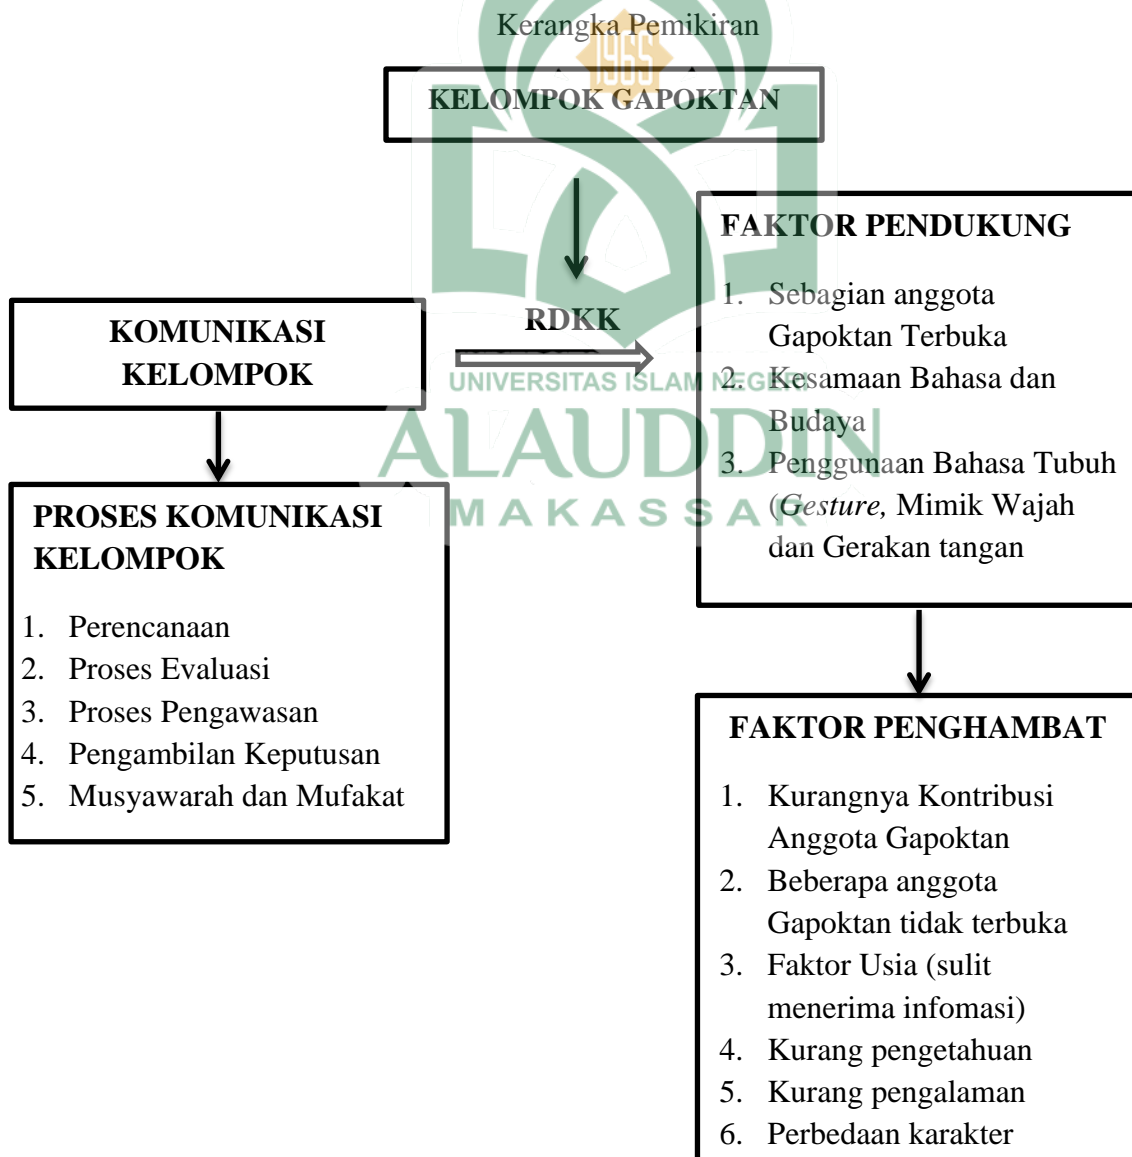 Kerangka Pemikiran
1965
KELOMPOK GAPOKTAN
RDKK
KOMUNIKASI
KELOMPOK
PROSES KOMUNIKASI
KELOMPOK
1. Perencanaan
2. Proses Evaluasi
3. Proses Pengawasan
4. Pengambilan Keputusan
5. Musyawarah dan Mufakat
FAKTOR PENDUKUNG
1. Sebagian anggota
Gapoktan Terbuka
2. Kesamaan Bahasa dan
Budaya
3. Penggunaan Bahasa Tubuh
(Gesture, Mimik Wajah
dan Gerakan tangan
FAKTOR PENGHAMBAT
1. Kurangnya Kontribusi
Anggota Gapoktan
2. Beberapa anggota
Gapoktan tidak terbuka
3. Faktor Usia (sulit
menerima infomasi)
4. Kurang pengetahuan
5. Kurang pengalaman
6. Perbedaan karakter
UNIVERSITAS ISLAM NEGERI
ALAUDDIN
MAKASSAR